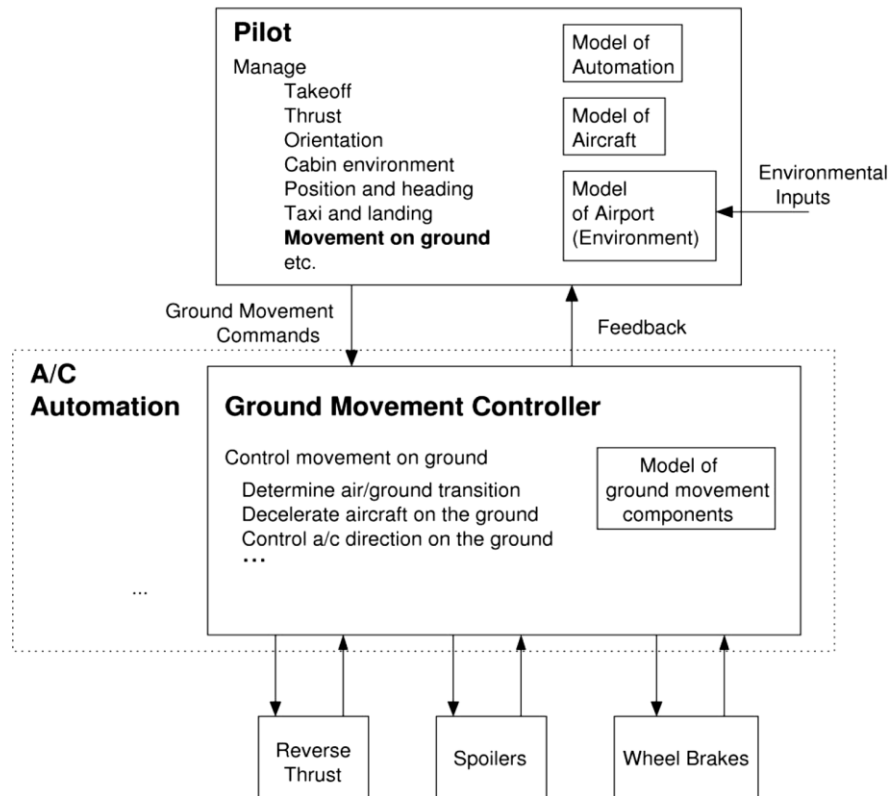 Pilot
Manage
Takeoff
Thrust
Orientation
Cabin environment
Position and heading
Taxi and landing
Movement on ground
etc.
Model of
Automation
Model of
Aircraft
Model
of Airport
(Environment)
Environmental
Inputs
Ground Movement
Commands
Feedback
A/C
Automation
...
Ground Movement Controller
Control movement on ground
Determine air/ground transition
Decelerate aircraft on the ground
Control a/c direction on the ground
...
Model of
ground movement
components
Reverse
Thrust
Spoilers
Wheel Brakes